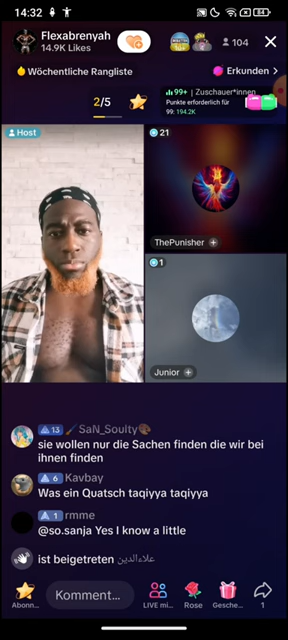 14:32
84
Flexabrenyah
14.9K Likes
104
Wöchentliche Rangliste
Erkunden >
2/5
99+ | Zuschauer*innen
Punkte erforderlich für
99: 194.2K
Host
21
ThePunisher +
1
Junior +
13 SaN_Soulty
sie wollen nur die Sachen finden die wir bei
ihnen finden
6 Kavbay
Was ein Quatsch taqiyya taqiyya
1 rmme
@so.sanja Yes I know a little
ist beigetreten علاءالدين
Abonn...
Komment...
LIVE mi...
Rose
Gesche...
1